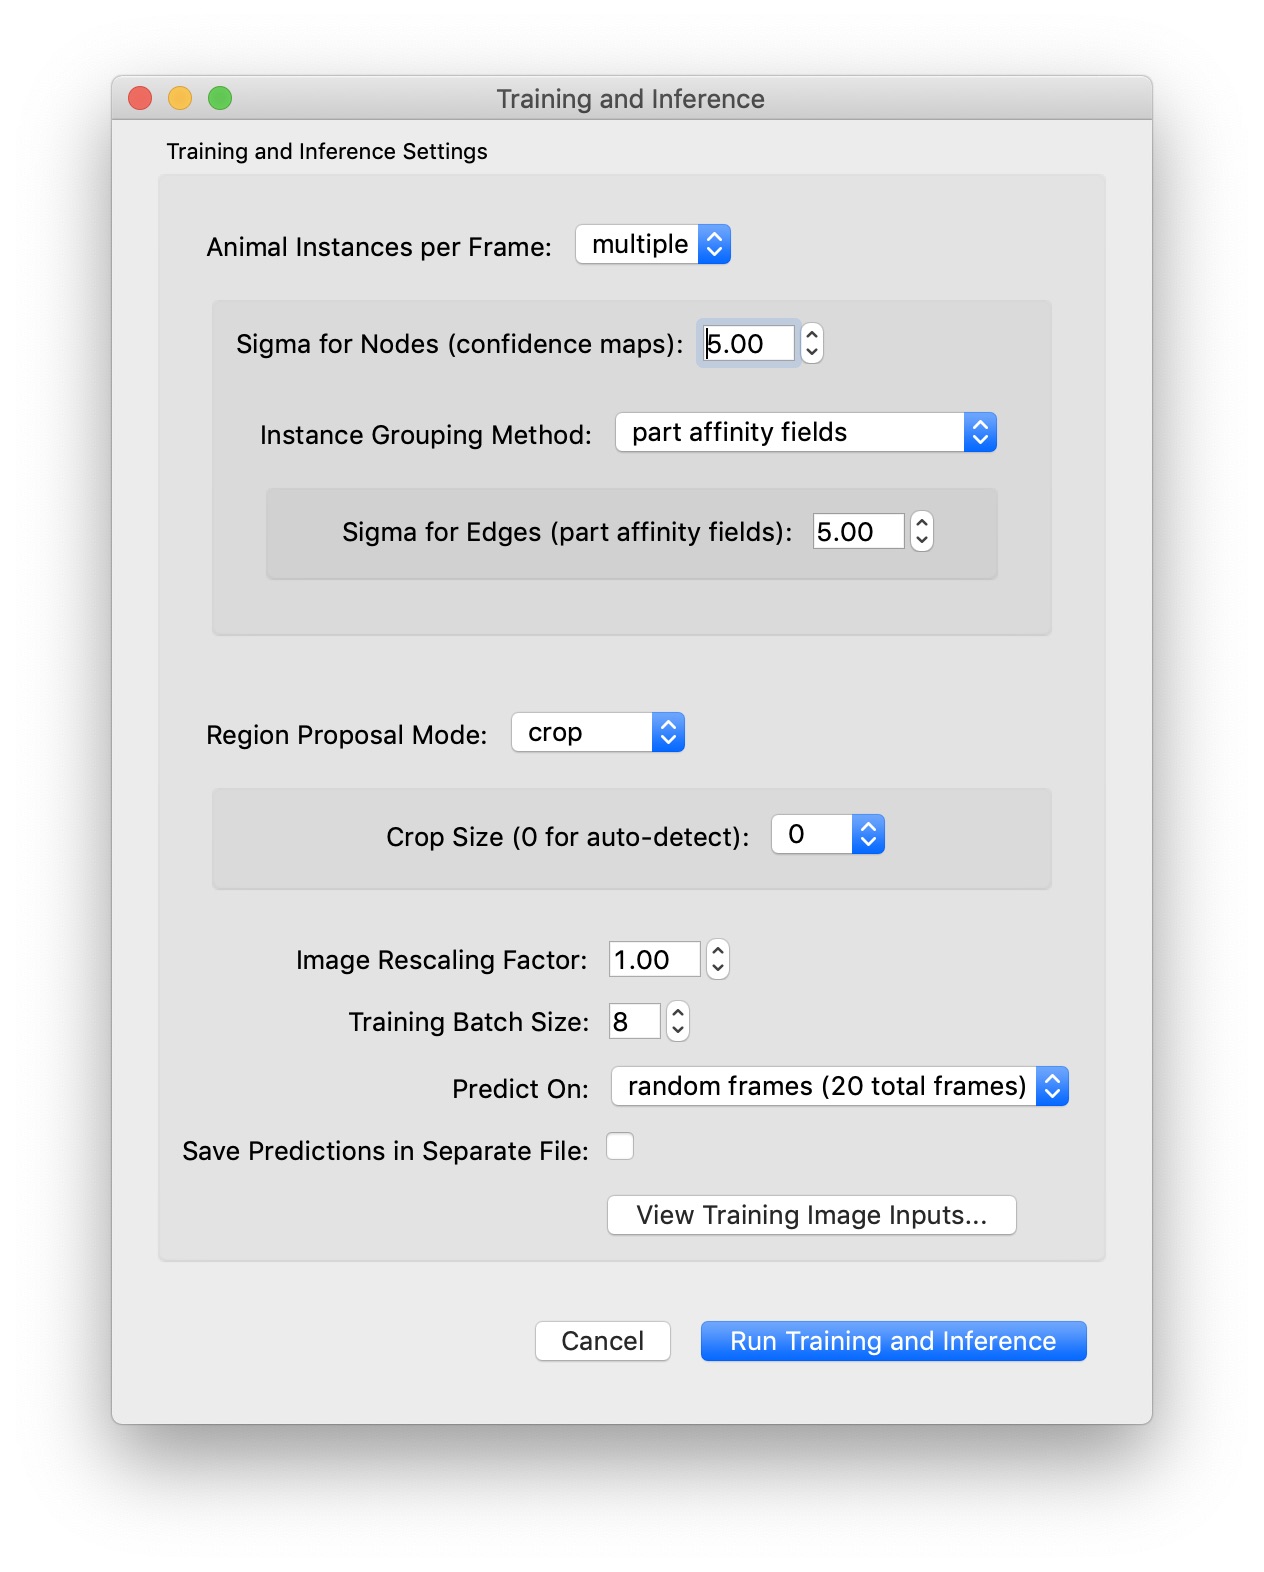 Training and Inference
Training and Inference Settings
Animal Instances per Frame: multiple
Sigma for Nodes (confidence maps): 5.00
Instance Grouping Method: part affinity fields
Sigma for Edges (part affinity fields): 5.00
Region Proposal Mode: crop
Crop Size (0 for auto-detect): 0
Image Rescaling Factor: 1.00
Training Batch Size: 8
Predict On: random frames (20 total frames)
Save Predictions in Separate File:
View Training Image Inputs...
Cancel Run Training and Inference